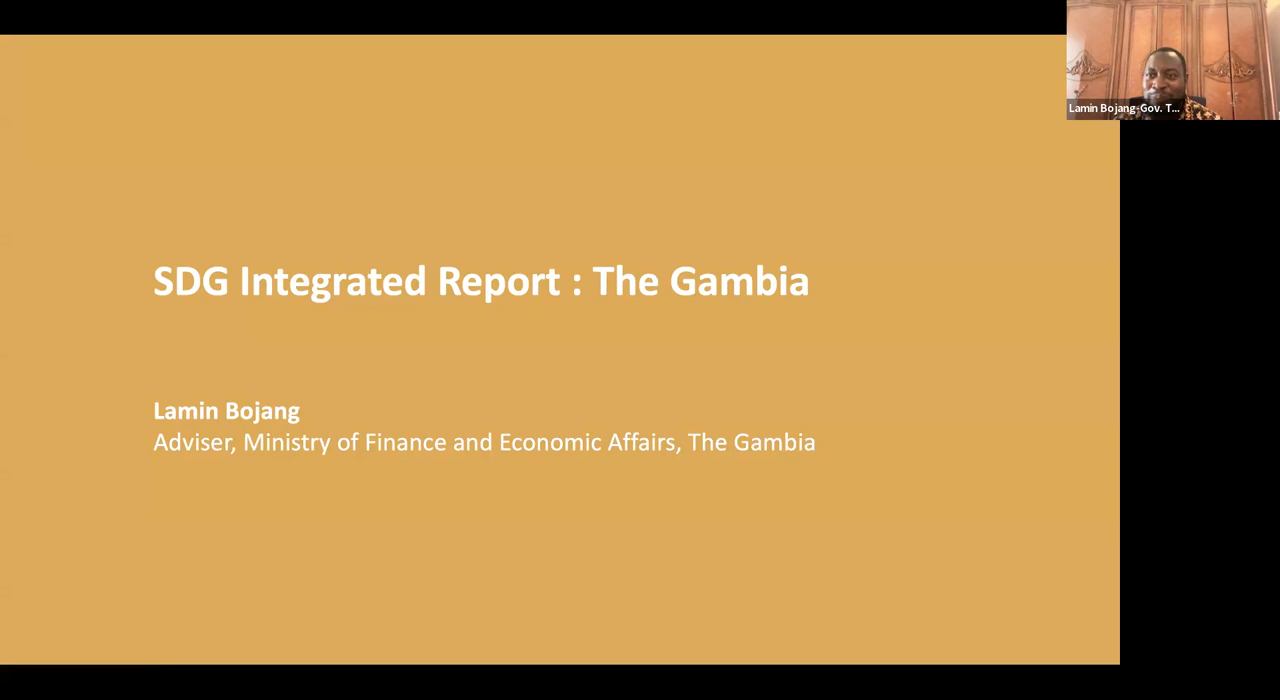 Lamin Bojang-Gov. T...
SDG Integrated Report : The Gambia
Lamin Bojang
Adviser, Ministry of Finance and Economic Affairs, The Gambia